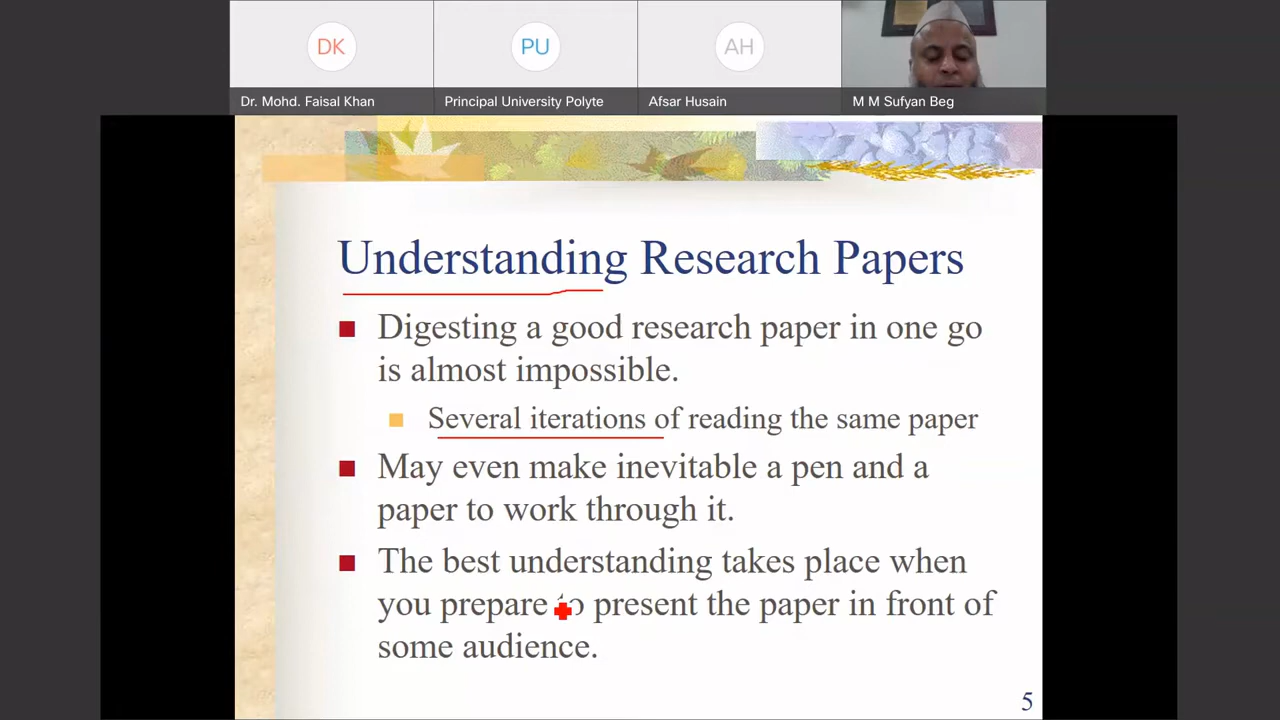 DK
PU
AH
Dr. Mohd. Faisal Khan
Principal University Polyte
Afsar Husain
M M Sufyan Beg
Understanding Research Papers
Digesting a good research paper in one go
is almost impossible.
Several iterations of reading the same paper
May even make inevitable a pen and a
paper to work through it.
The best understanding takes place when
you prepare to present the paper in front of
some audience.
5